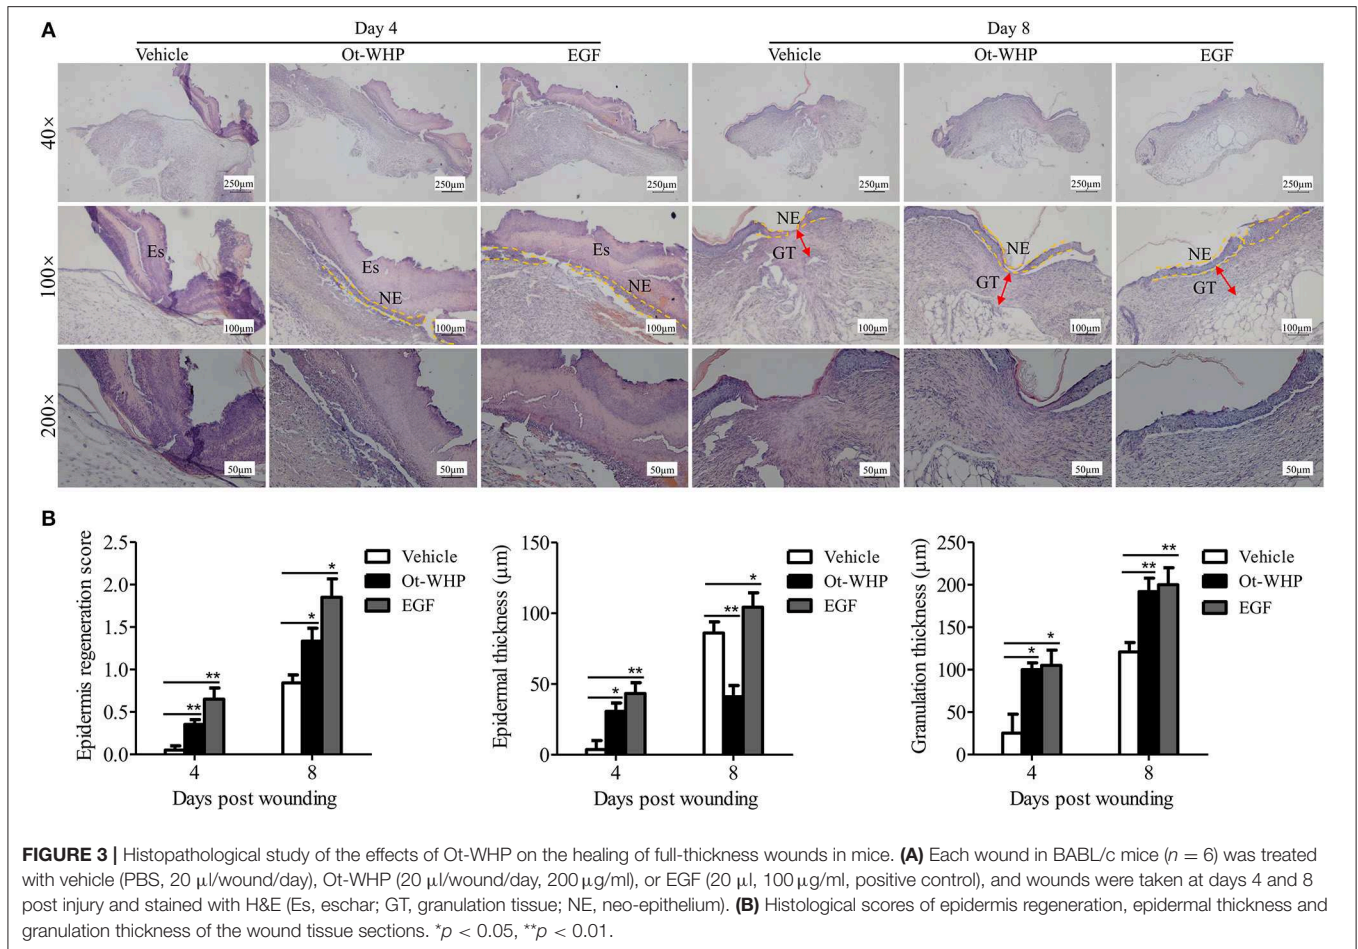 A
Day 4
Day 8
Vehicle
Ot-WHP
EGF
Vehicle
Ot-WHP
EGF
40×
250μm
250μm
250μm
250μm
250μm
250μm
100×
Es
100μm
Es
NE
100μm
Es
NE
100μm
NE
GT
100μm
NE
GT
100μm
NE
GT
100μm
200×
50μm
50μm
50μm
50μm
50μm
50μm
B
Epidermis regeneration score
2.5
2.0
1.5
1.0
0.5
0.0
**
**
*
*
4
8
Days post wounding
Vehicle
Ot-WHP
EGF
Epidermal thickness (μm)
150
100
50
0
*
**
**
*
4
8
Days post wounding
Vehicle
Ot-WHP
EGF
Granulation thickness (μm)
250
200
150
100
50
0
*
*
**
**
4
8
Days post wounding
Vehicle
Ot-WHP
EGF
FIGURE 3 | Histopathological study of the effects of Ot-WHP on the healing of full-thickness wounds in mice. (A) Each wound in BABL/c mice (n = 6) was treated
with vehicle (PBS, 20 μl/wound/day), Ot-WHP (20 μl/wound/day, 200 μg/ml), or EGF (20 μl, 100 μg/ml, positive control), and wounds were taken at days 4 and 8
post injury and stained with H&E (Es, eschar; GT, granulation tissue; NE, neo-epithelium). (B) Histological scores of epidermis regeneration, epidermal thickness and
granulation thickness of the wound tissue sections. *p < 0.05, **p < 0.01.